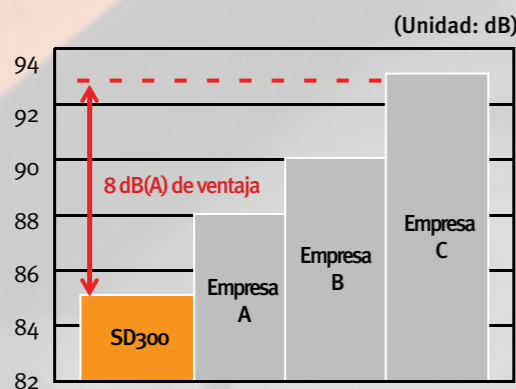 (Unidad: dB)
94
92
90
88
86
84
82
8 dB(A) de ventaja
SD300
Empresa
A
Empresa
B
Empresa
C